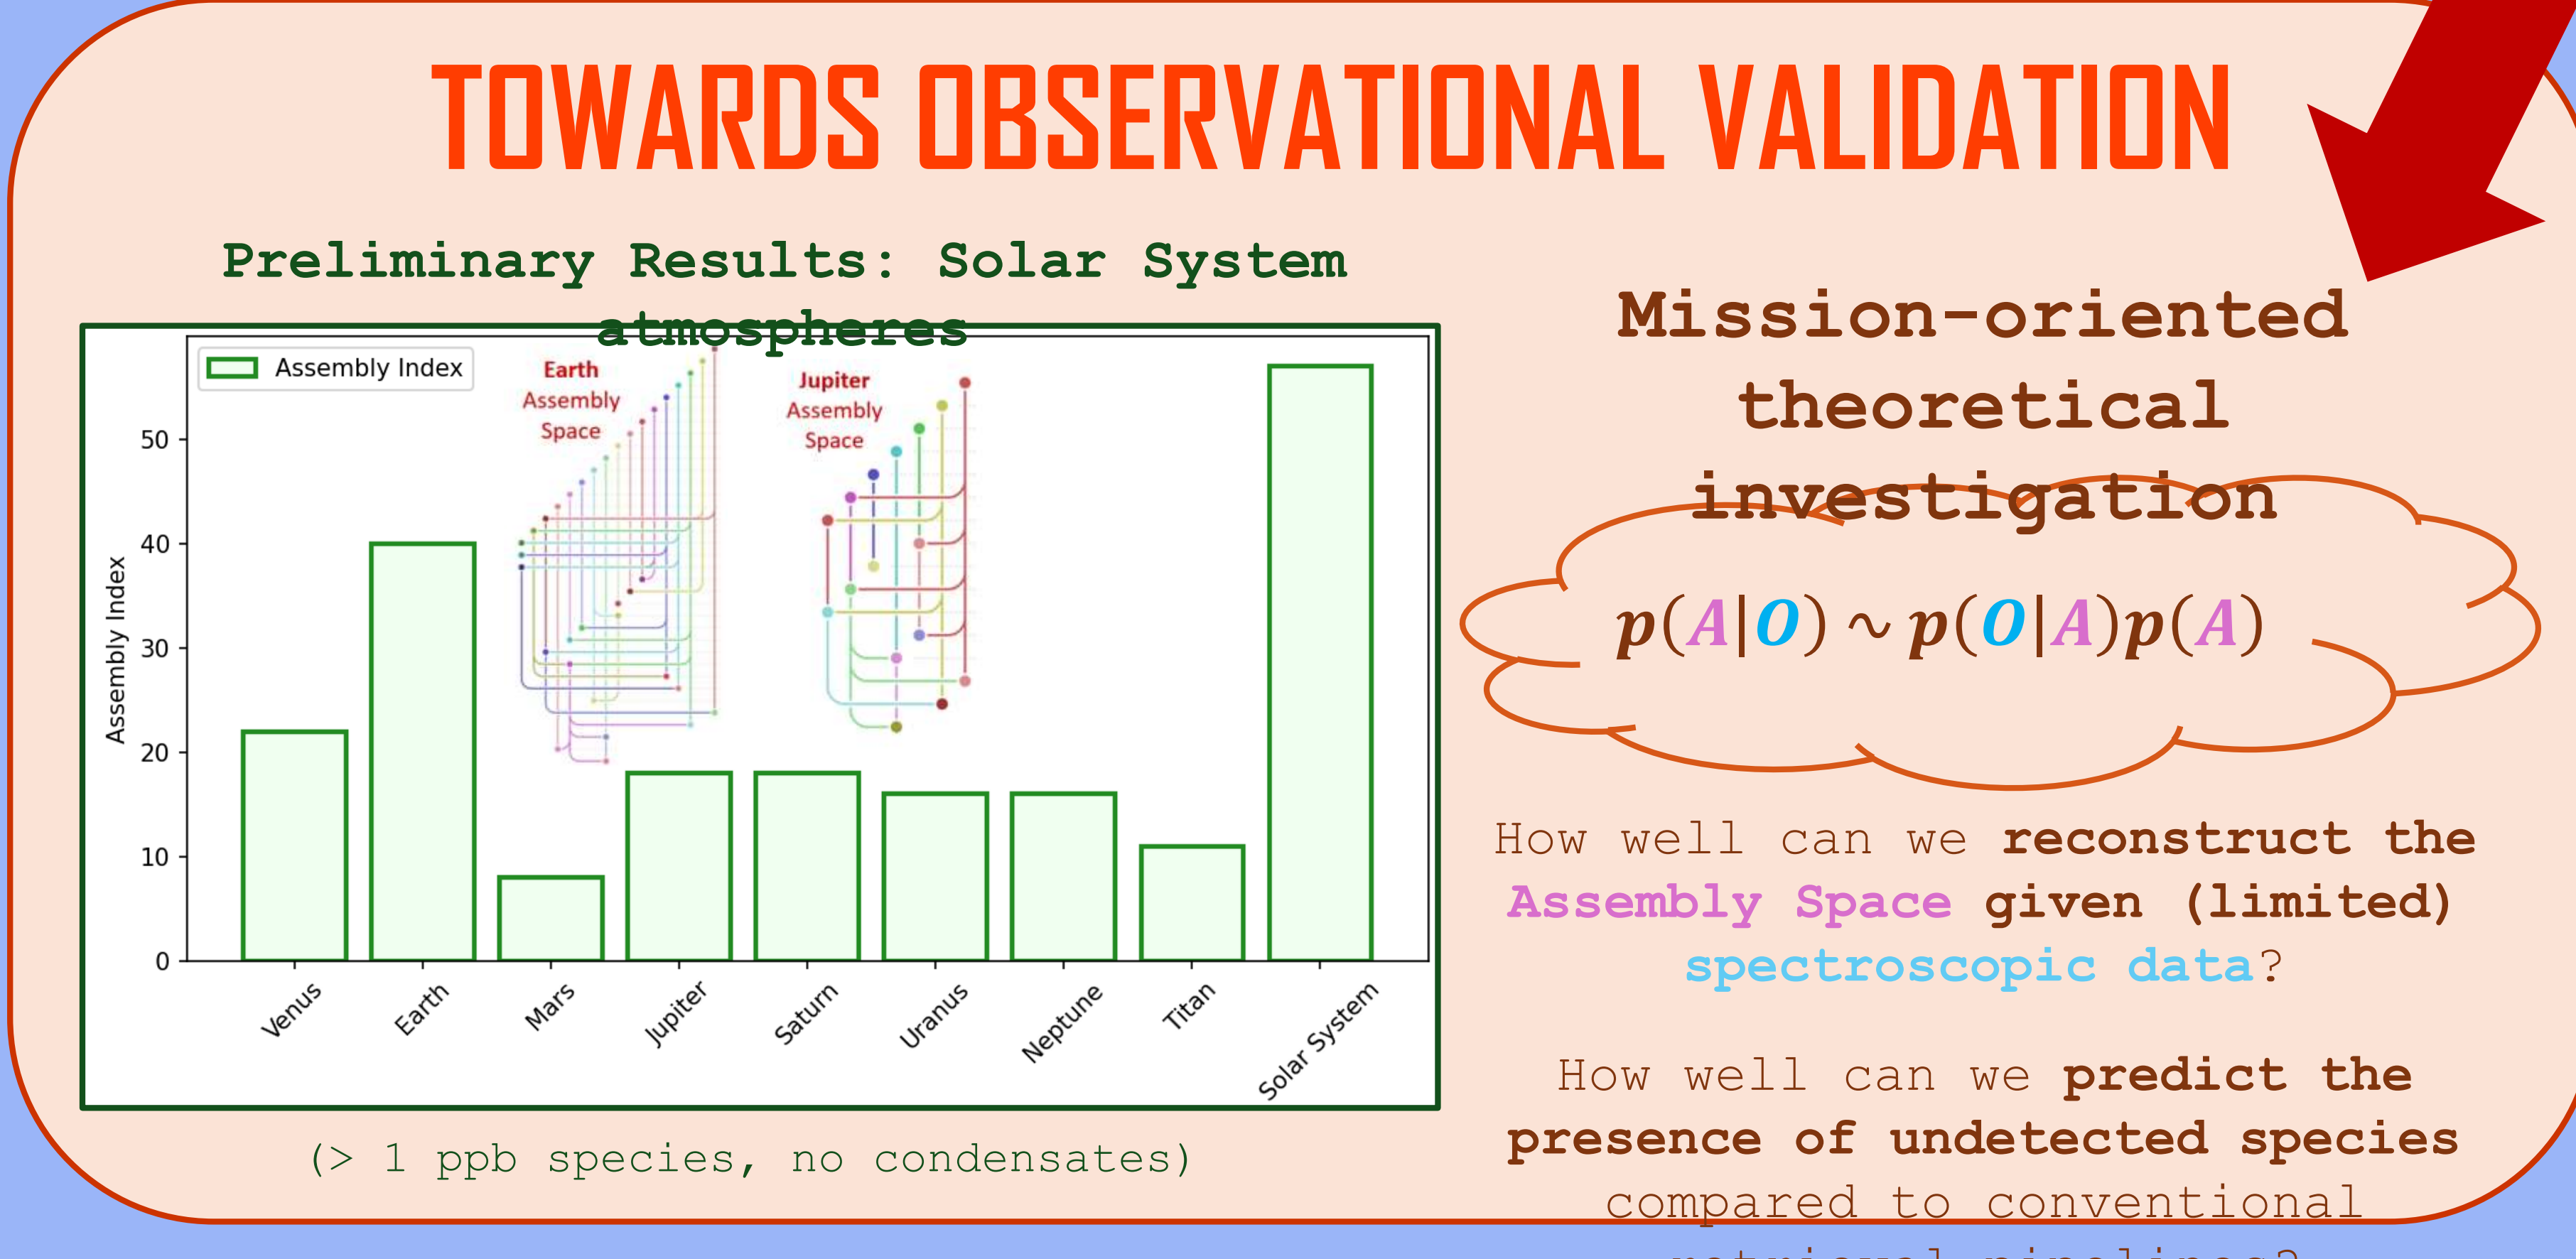 TOWARDS OBSERVATIONAL VALIDATION
Preliminary Results: Solar System
atmospheres
Assembly Index
Earth
Assembly
Space
Jupiter
Assembly
Space
Assembly Index
50
40
30
20
10
0
Venus
Earth
Mars
Jupiter
Saturn
Uranus
Neptune
Titan
Solar System
(> 1 ppb species, no condensates)
Mission-oriented
theoretical
investigation
p(A|O) ~ p(O|A)p(A)
How well can we reconstruct the
Assembly Space given (limited)
spectroscopic data?
How well can we predict the
presence of undetected species
compared to conventional